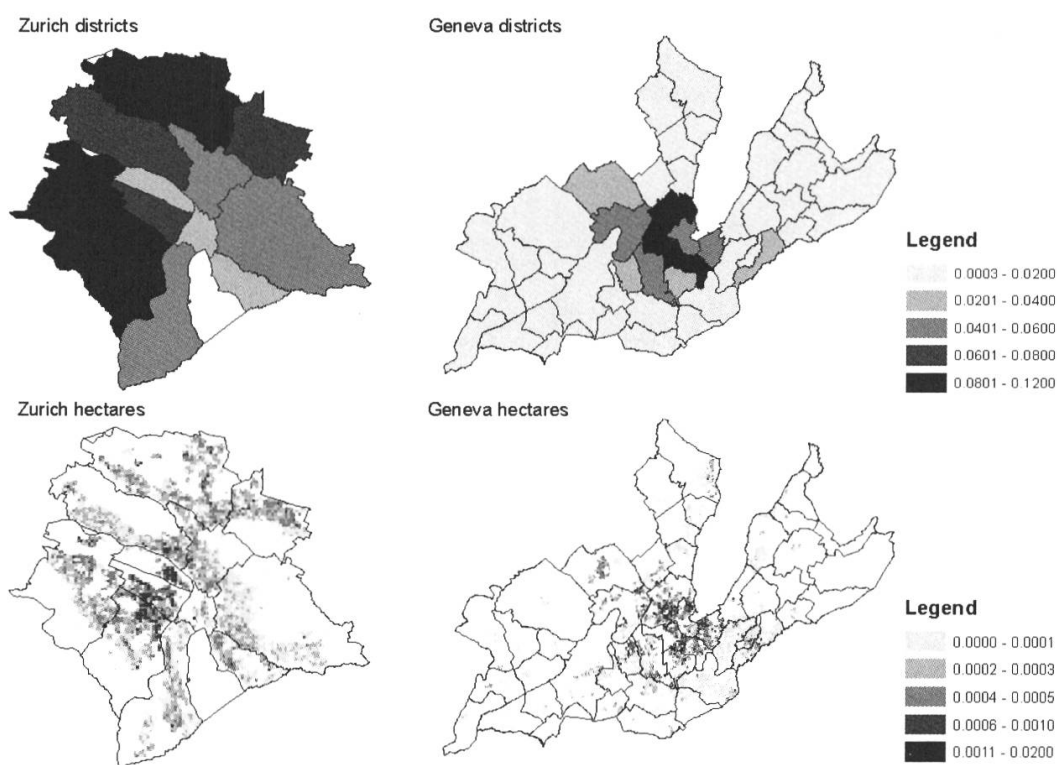 Zurich districts
Geneva districts
Legend
0.0003 - 0.0200
0.0201 - 0.0400
0.0401 - 0.0600
0.0601 - 0.0800
0.0801 - 0.1200
Zurich hectares
Geneva hectares
Legend
0.0000 - 0.0001
0.0002 - 0.0003
0.0004 - 0.0005
0.0006 - 0.0010
0.0011 - 0.0200